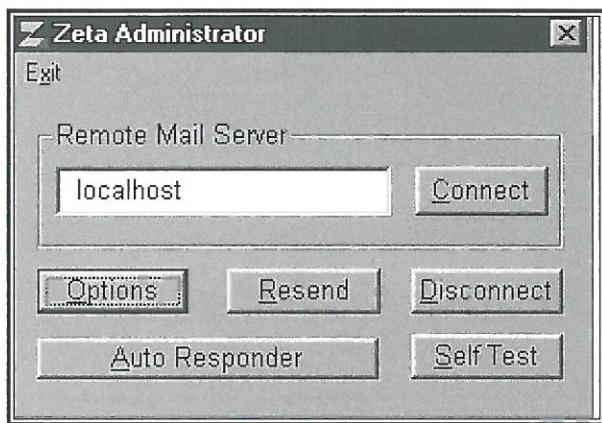 Zeta Administrator
Exit
Remote Mail Server
localhost
Connect
Options
Resend
Disconnect
Auto Responder
Self Test